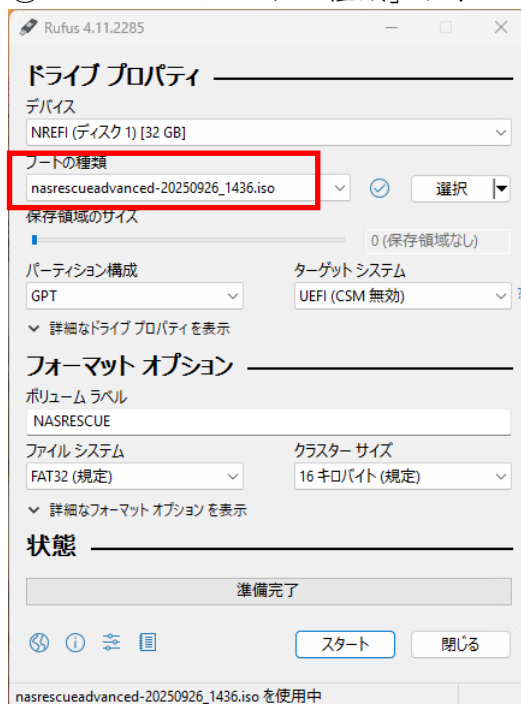 Rufus 4.11.2285
ドライブ プロパティ
デバイス
NREFI (ディスク 1) [32 GB]
ブートの種類
nasrescueadvanced-20250926_1436.iso
選択
保存領域のサイズ
0 (保存領域なし)
パーティション構成
ターゲット システム
GPT
UEFI (CSM 無効)
?
詳細なドライブ プロパティを表示
フォーマット オプション
ボリューム ラベル
NASRESCUE
ファイル システム
クラスター サイズ
FAT32 (規定)
16 キロバイト (規定)
詳細なフォーマット オプション を表示
状態
準備完了
スタート
閉じる
nasrescueadvanced-20250926_1436.iso を使用中